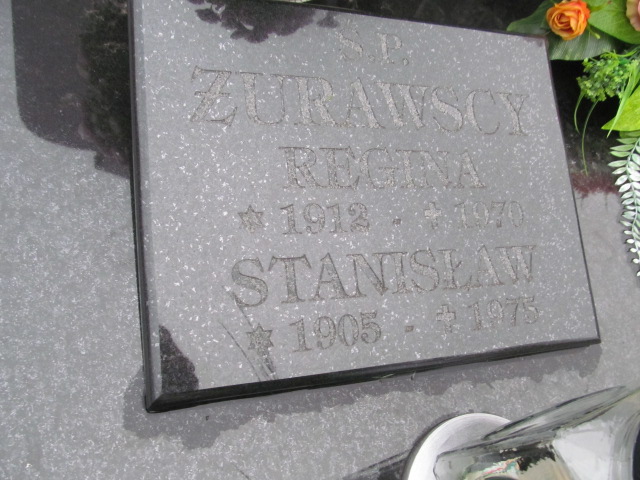 Ś.P.
ŻURAWSCY
REGINA
* 1912 - + 1970
STANISŁAW
* 1905 - + 1975